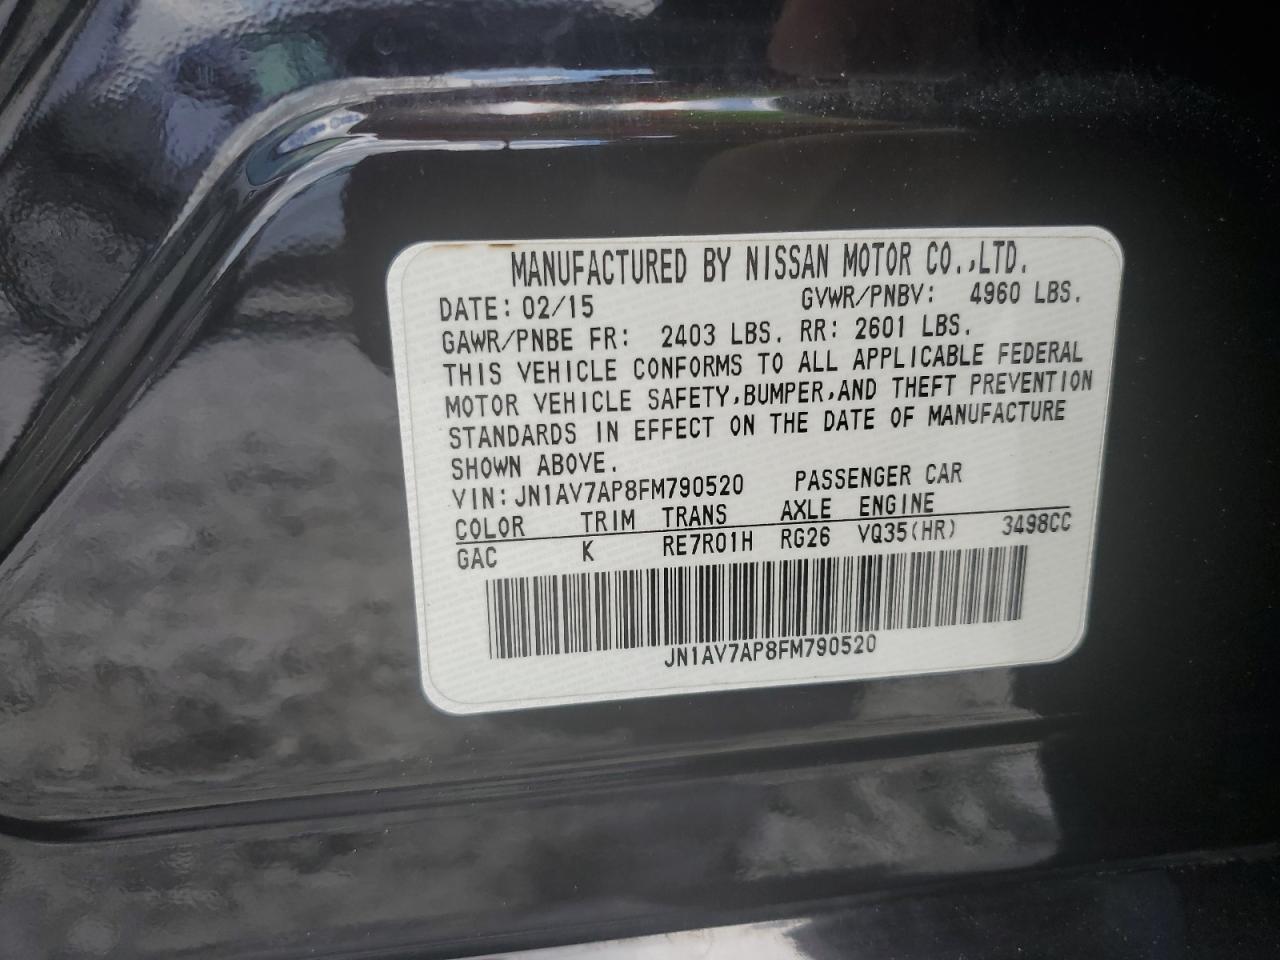 MANUFACTURED BY NISSAN MOTOR CO.,LTD.
DATE: 02/15 GVWR/PNBV: 4960 LBS.
GAWR/PNBE FR: 2403 LBS. RR: 2601 LBS.
THIS VEHICLE CONFORMS TO ALL APPLICABLE FEDERAL
MOTOR VEHICLE SAFETY,BUMPER,AND THEFT PREVENTION
STANDARDS IN EFFECT ON THE DATE OF MANUFACTURE
SHOWN ABOVE.
VIN: JN1AV7AP8FM790520 PASSENGER CAR
COLOR TRIM TRANS AXLE ENGINE
GAC K RE7R01H RG26 VQ35(HR) 3498CC
JN1AV7AP8FM790520